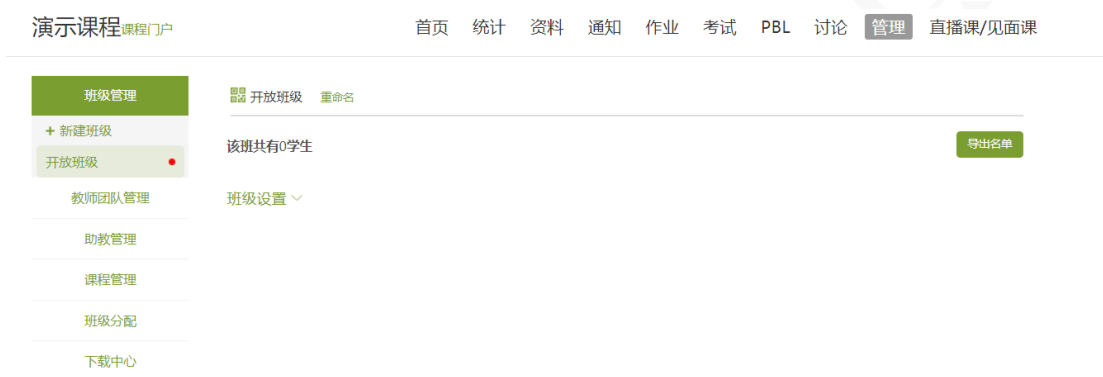 演示课程课程门户 首页 统计 资料 通知 作业 考试 PBL 讨论 管理 直播课/见面课
班级管理
+ 新建班级
开放班级
教师团队管理
助教管理
课程管理
班级分配
下载中心
开放班级 重命名
该班共有0学生 导出名单
班级设置